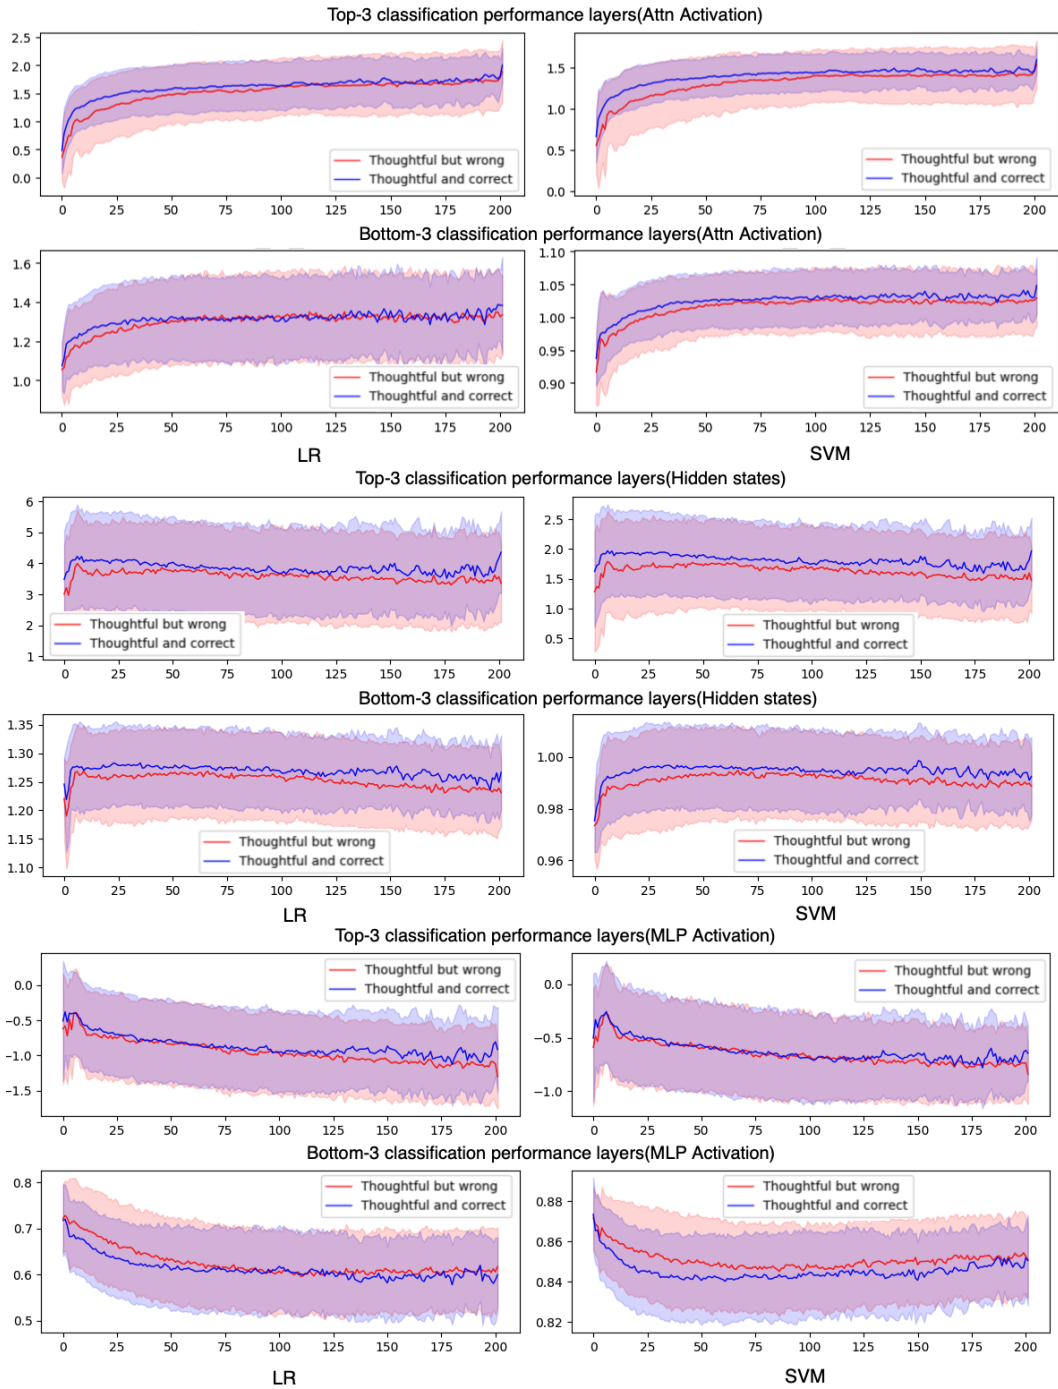 Top-3 classification performance layers(Attn Activation)
2.5
2.0
1.5
1.0
0.5
0.0
Thoughtful but wrong
Thoughtful and correct
0 25 50 75 100 125 150 175 200
1.5
1.0
0.5
0.0
Thoughtful but wrong
Thoughtful and correct
0 25 50 75 100 125 150 175 200
Bottom-3 classification performance layers(Attn Activation)
1.6
1.4
1.2
1.0
Thoughtful but wrong
Thoughtful and correct
0 25 50 75 100 125 150 175 200
LR
1.10
1.05
1.00
0.95
0.90
Thoughtful but wrong
Thoughtful and correct
0 25 50 75 100 125 150 175 200
SVM
Top-3 classification performance layers(Hidden states)
6
5
4
3
2
1
Thoughtful but wrong
Thoughtful and correct
0 25 50 75 100 125 150 175 200
2.5
2.0
1.5
1.0
0.5
Thoughtful but wrong
Thoughtful and correct
0 25 50 75 100 125 150 175 200
Bottom-3 classification performance layers(Hidden states)
1.35
1.30
1.25
1.20
1.15
1.10
Thoughtful but wrong
Thoughtful and correct
0 25 50 75 100 125 150 175 200
LR
1.00
0.98
0.96
Thoughtful but wrong
Thoughtful and correct
0 25 50 75 100 125 150 175 200
SVM
Top-3 classification performance layers(MLP Activation)
0.0
−0.5
−1.0
−1.5
Thoughtful but wrong
Thoughtful and correct
0 25 50 75 100 125 150 175 200
0.0
−0.5
−1.0
Thoughtful but wrong
Thoughtful and correct
0 25 50 75 100 125 150 175 200
Bottom-3 classification performance layers(MLP Activation)
0.8
0.7
0.6
0.5
Thoughtful but wrong
Thoughtful and correct
0 25 50 75 100 125 150 175 200
LR
0.88
0.86
0.84
0.82
Thoughtful but wrong
Thoughtful and correct
0 25 50 75 100 125 150 175 200
SVM